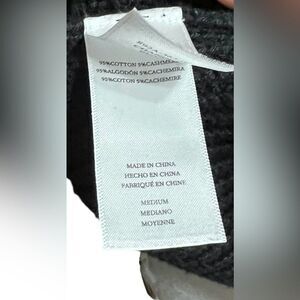 95%COTTON 5%CASHMERE
95%ALGODÓN 5%CACHEMIRA
95%COTON 5%CACHEMIRE
MADE IN CHINA
HECHO EN CHINA
FABRIQUÉ EN CHINE
MEDIUM
MEDIANO
MOYENNE